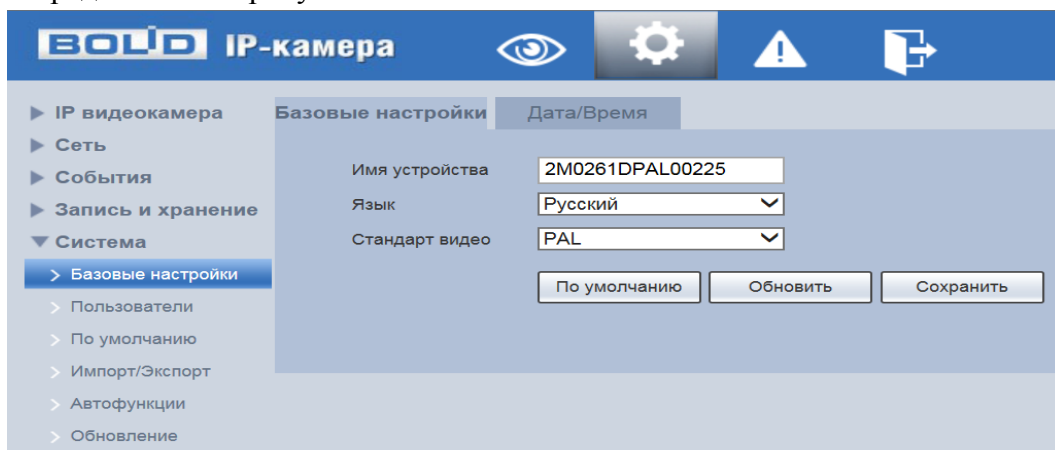 BOLID IP-камера
IP видеокамера
Сеть
События
Запись и хранение
Система
Базовые настройки
Пользователи
По умолчанию
Импорт/Экспорт
Автофункции
Обновление
Базовые настройки Дата/Время
Имя устройства 2M0261DPAL00225
Язык Русский
Стандарт видео PAL
По умолчанию Обновить Сохранить